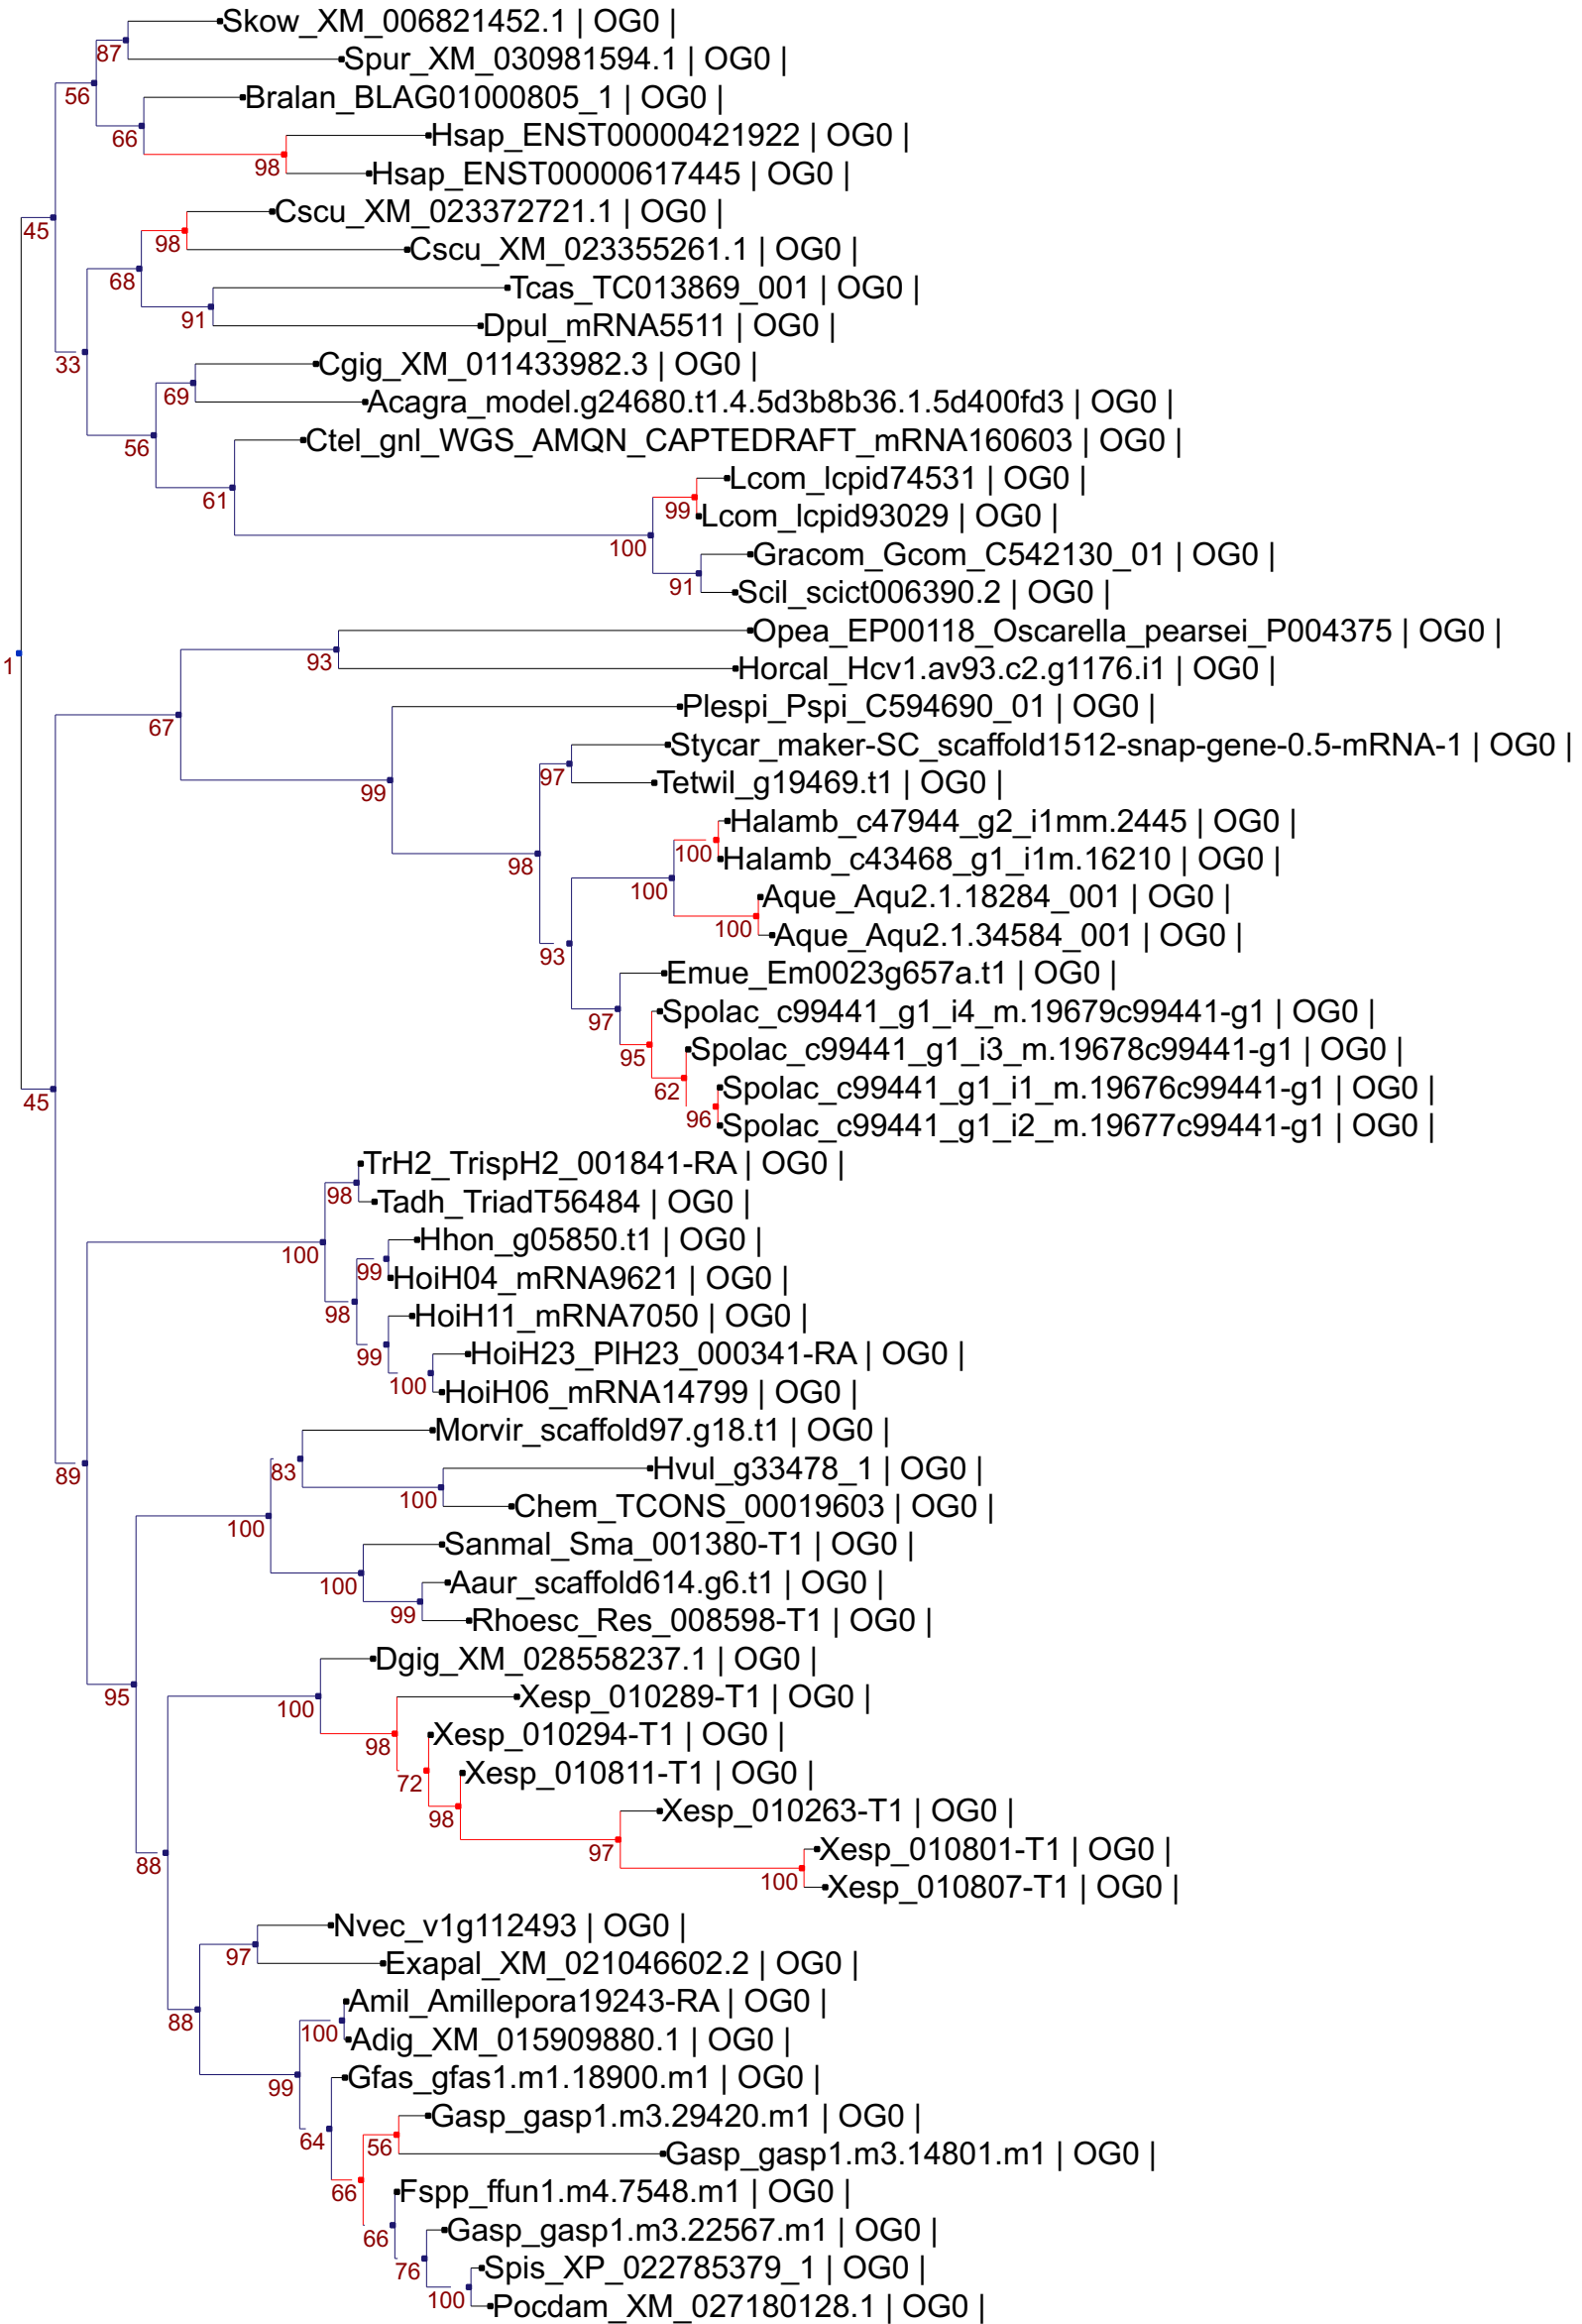 Skow_XM_006821452.1 | OG0 |
87
Spur_XM_030981594.1 | OG0 |
56
Bralan_BLAG01000805_1 | OG0 |
66
Hsap_ENST00000421922 | OG0 |
98
Hsap_ENST00000617445 | OG0 |
Cscu_XM_023372721.1 | OG0 |
45
98
Cscu_XM_023355261.1 | OG0 |
68
Tcas_TC013869_001 | OG0 |
91
Dpul_mRNA5511 | OG0 |
33
Cgig_XM_011433982.3 | OG0 |
69
Acagra_model.g24680.t1.4.5d3b8b36.1.5d400fd3 | OG0 |
56
Ctel_gnl_WGS_AMQN_CAPTEDRAFT_mRNA160603 | OG0 |
61
Lcom_lcpid74531 | OG0 |
99
Lcom_lcpid93029 | OG0 |
100
Gracom_Gcom_C542130_01 | OG0 |
91
Scil_scict006390.2 | OG0 |
Opea_EP00118_Oscarella_pearsei_P004375 | OG0 |
1
93
Horcal_Hcv1.av93.c2.g1176.i1 | OG0 |
Plespi_Pspi_C594690_01 | OG0 |
67
Stycar_maker-SC_scaffold1512-snap-gene-0.5-mRNA-1 | OG0 |
97
Tetwil_g19469.t1 | OG0 |
99
Halamb_c47944_g2_i1mm.2445 | OG0 |
100
Halamb_c43468_g1_i1m.16210 | OG0 |
98
100
Aque_Aqu2.1.18284_001 | OG0 |
100
Aque_Aqu2.1.34584_001 | OG0 |
93
Emue_Em0023g657a.t1 | OG0 |
97
Spolac_c99441_g1_i4_m.19679c99441-g1 | OG0 |
95
Spolac_c99441_g1_i3_m.19678c99441-g1 | OG0 |
62
Spolac_c99441_g1_i1_m.19676c99441-g1 | OG0 |
45
96
Spolac_c99441_g1_i2_m.19677c99441-g1 | OG0 |
TrH2_TrispH2_001841-RA | OG0 |
98
Tadh_TriadT56484 | OG0 |
100
Hhon_g05850.t1 | OG0 |
99
HoiH04_mRNA9621 | OG0 |
98
HoiH11_mRNA7050 | OG0 |
99
HoiH23_PlH23_000341-RA | OG0 |
100
HoiH06_mRNA14799 | OG0 |
Morvir_scaffold97.g18.t1 | OG0 |
89
83
Hvul_g33478_1 | OG0 |
100
Chem_TCONS_00019603 | OG0 |
100
Sanmal_Sma_001380-T1 | OG0 |
100
Aaur_scaffold614.g6.t1 | OG0 |
99
Rhoesc_Res_008598-T1 | OG0 |
Dgig_XM_028558237.1 | OG0 |
95
100
Xesp_010289-T1 | OG0 |
98
Xesp_010294-T1 | OG0 |
72
Xesp_010811-T1 | OG0 |
98
Xesp_010263-T1 | OG0 |
97
Xesp_010801-T1 | OG0 |
88
100
Xesp_010807-T1 | OG0 |
Nvec_v1g112493 | OG0 |
97
Exapal_XM_021046602.2 | OG0 |
88
Amil_Amillepora19243-RA | OG0 |
100
Adig_XM_015909880.1 | OG0 |
99
Gfas_gfas1.m1.18900.m1 | OG0 |
64
Gasp_gasp1.m3.29420.m1 | OG0 |
56
Gasp_gasp1.m3.14801.m1 | OG0 |
66
Fspp_ffun1.m4.7548.m1 | OG0 |
66
Gasp_gasp1.m3.22567.m1 | OG0 |
76
Spis_XP_022785379_1 | OG0 |
100
Pocdam_XM_027180128.1 | OG0 |